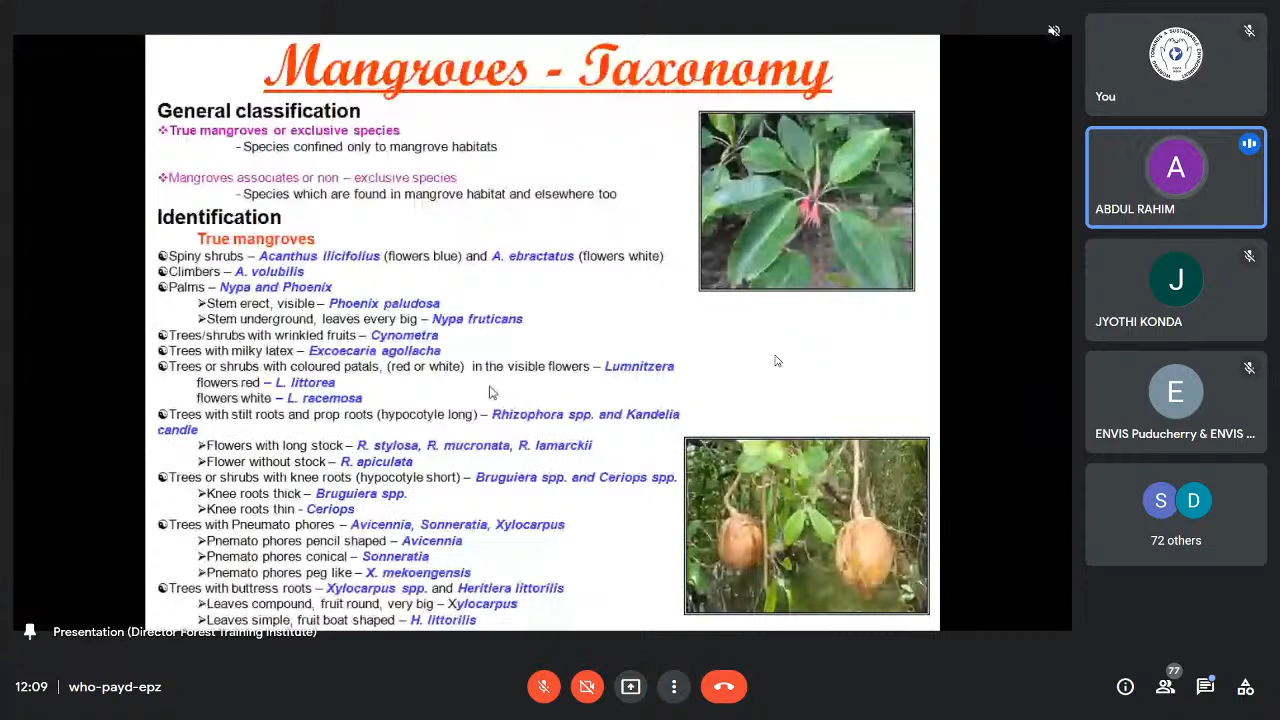 Mangroves - Taxonomy
General classification
❖True mangroves or exclusive species
- Species confined only to mangrove habitats
❖Mangroves associates or non – exclusive species
- Species which are found in mangrove habitat and elsewhere too
Identification
True mangroves
Spiny shrubs – Acanthus ilicifolius (flowers blue) and A. ebractatus (flowers white)
Climbers – A. volubilis
Palms – Nypa and Phoenix
➢Stem erect, visible – Phoenix paludosa
➢Stem underground, leaves every big – Nypa fruticans
Trees/shrubs with wrinkled fruits – Cynometra
Trees with milky latex – Excoecaria agollacha
Trees or shrubs with coloured patals, (red or white) in the visible flowers – Lumnitzera
flowers red – L. littorea
flowers white – L. racemosa
Trees with stilt roots and prop roots (hypocotyle long) – Rhizophora spp. and Kandelia
candle
➢Flowers with long stock – R. stylosa, R. mucronata, R. lamarckii
➢Flower without stock – R. apiculata
Trees or shrubs with knee roots (hypocotyle short) – Bruguiera spp. and Ceriops spp.
➢Knee roots thick – Bruguiera spp.
➢Knee roots thin - Ceriops
Trees with Pneumato phores – Avicennia, Sonneratia, Xylocarpus
➢Pnemato phores pencil shaped – Avicennia
➢Pnemato phores conical – Sonneratia
➢Pnemato phores peg like – X. mekoengensis
Trees with buttress roots – Xylocarpus spp. and Heritiera littorilis
➢Leaves compound, fruit round, very big – Xylocarpus
➢Leaves simple, fruit boat shaped – H. littorilis
Presentation (Director Forest Training Institute)
12:09 | who-payd-epz
You
A
ABDUL RAHIM
J
JYOTHI KONDA
E
ENVIS Puducherry & ENVIS ...
S D
72 others
77